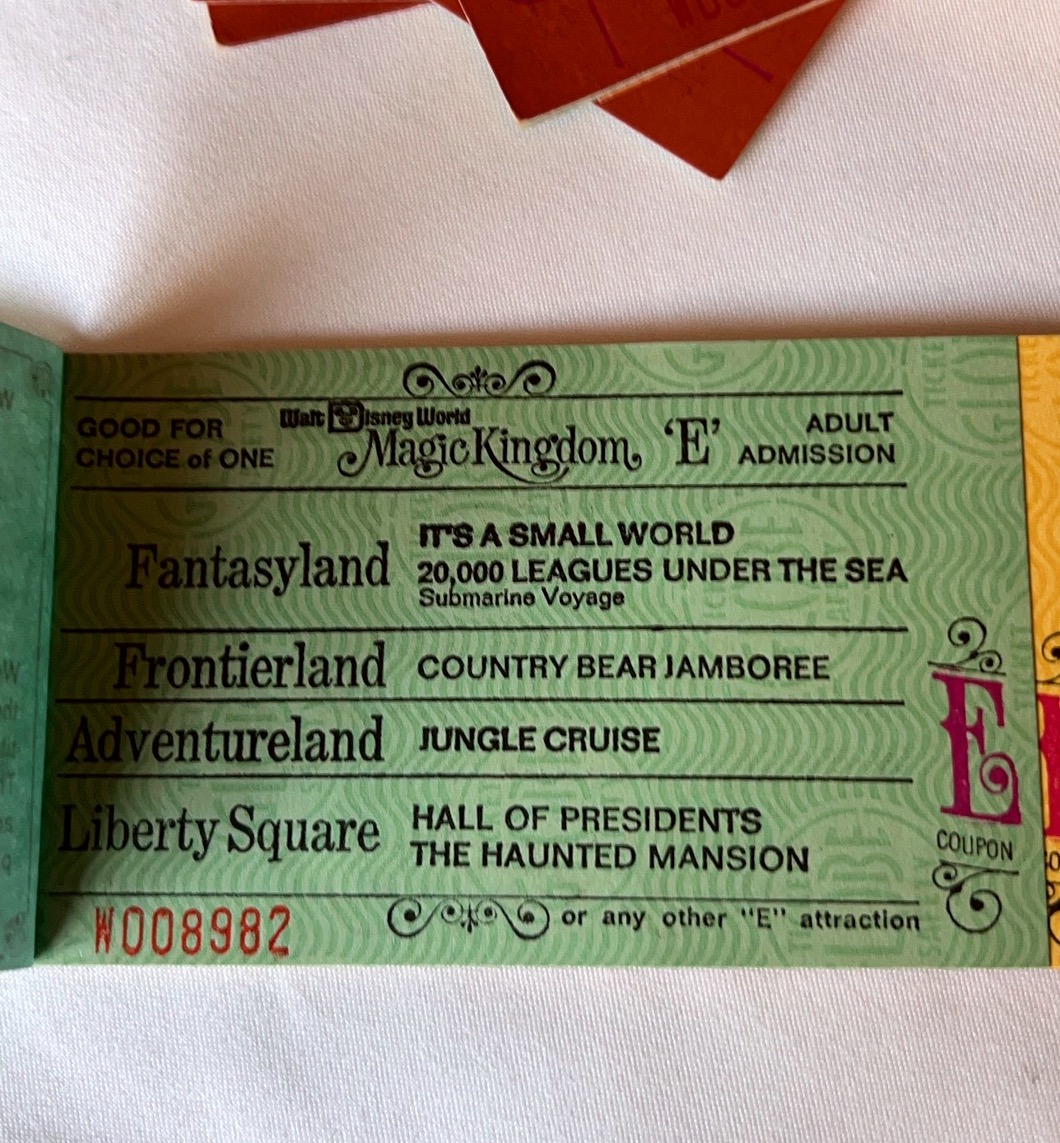 GOOD FOR
CHOICE of ONE
Walt Disney World
Magic Kingdom 'E'
ADULT
ADMISSION
Fantasyland
IT'S A SMALL WORLD
20,000 LEAGUES UNDER THE SEA
Submarine Voyage
Frontierland COUNTRY BEAR JAMBOREE
Adventureland JUNGLE CRUISE
Liberty Square
HALL OF PRESIDENTS
THE HAUNTED MANSION
E
COUPON
W008982
or any other "E" attraction